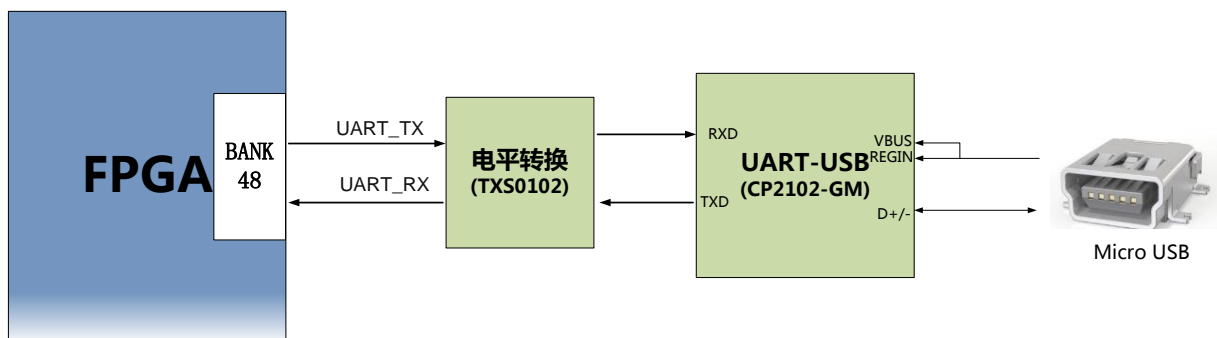 FPGA
BANK
48
UART_TX
UART_RX
电平转换
(TXS0102)
RXD
TXD
UART-USB
(CP2102-GM)
VBUS
REGIN
D+/-
Micro USB